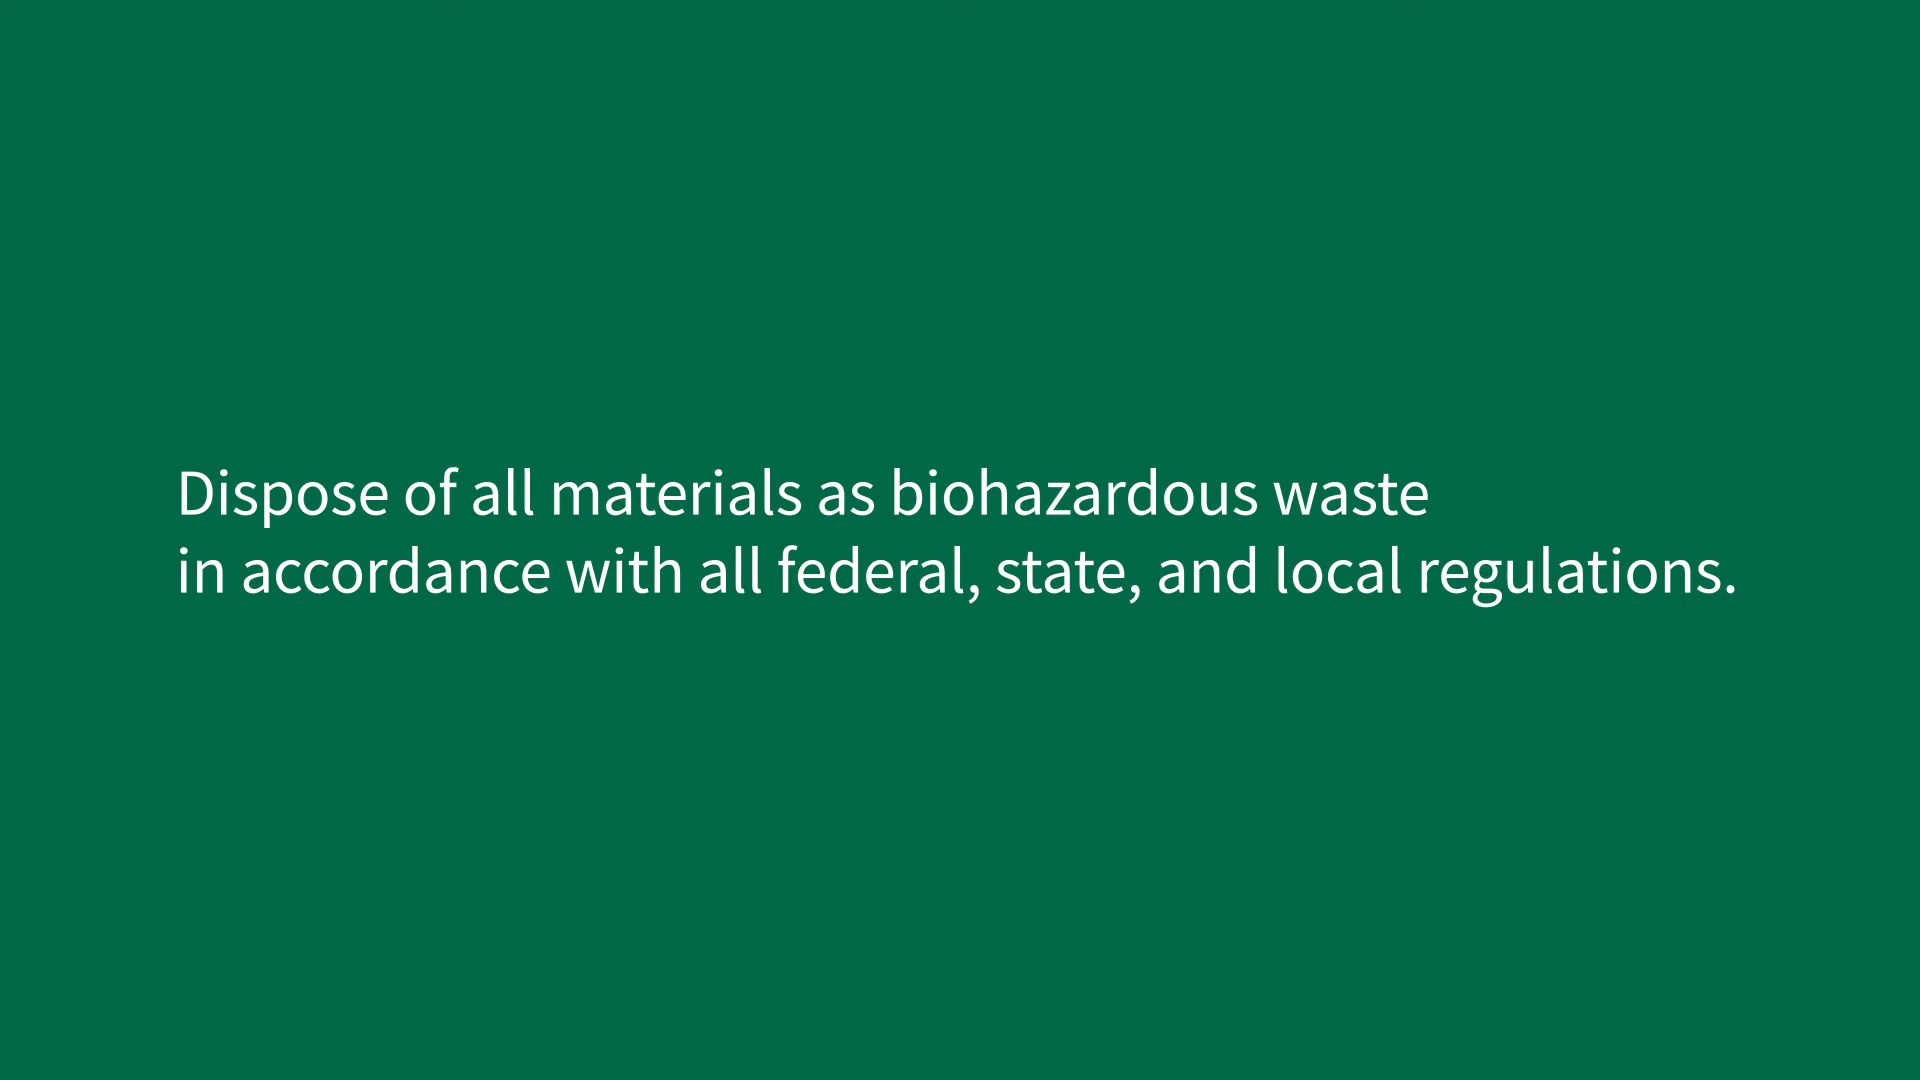 Dispose of all materials as biohazardous waste
in accordance with all federal, state, and local regulations.